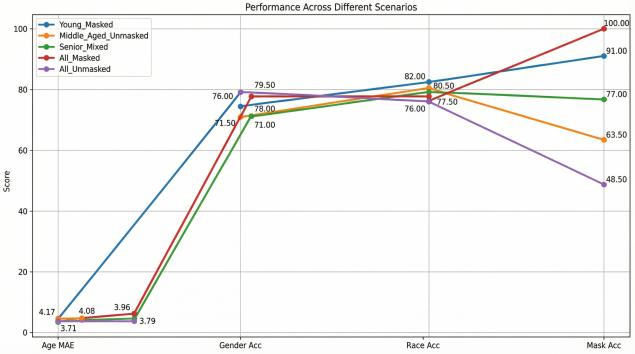 Performance Across Different Scenarios
Young_Masked
Middle_Aged_Unmasked
Senior_Mixed
All_Masked
All_Unmasked
100.00
100
91.00
79.50
82.00
80.50
80
76.00
78.00
76.00
77.50
77.00
71.50
71.00
63.50
60
48.50
Score
40
20
4.17
4.08
3.96
3.71
3.79
0
Age MAE
Gender Acc
Race Acc
Mask Acc